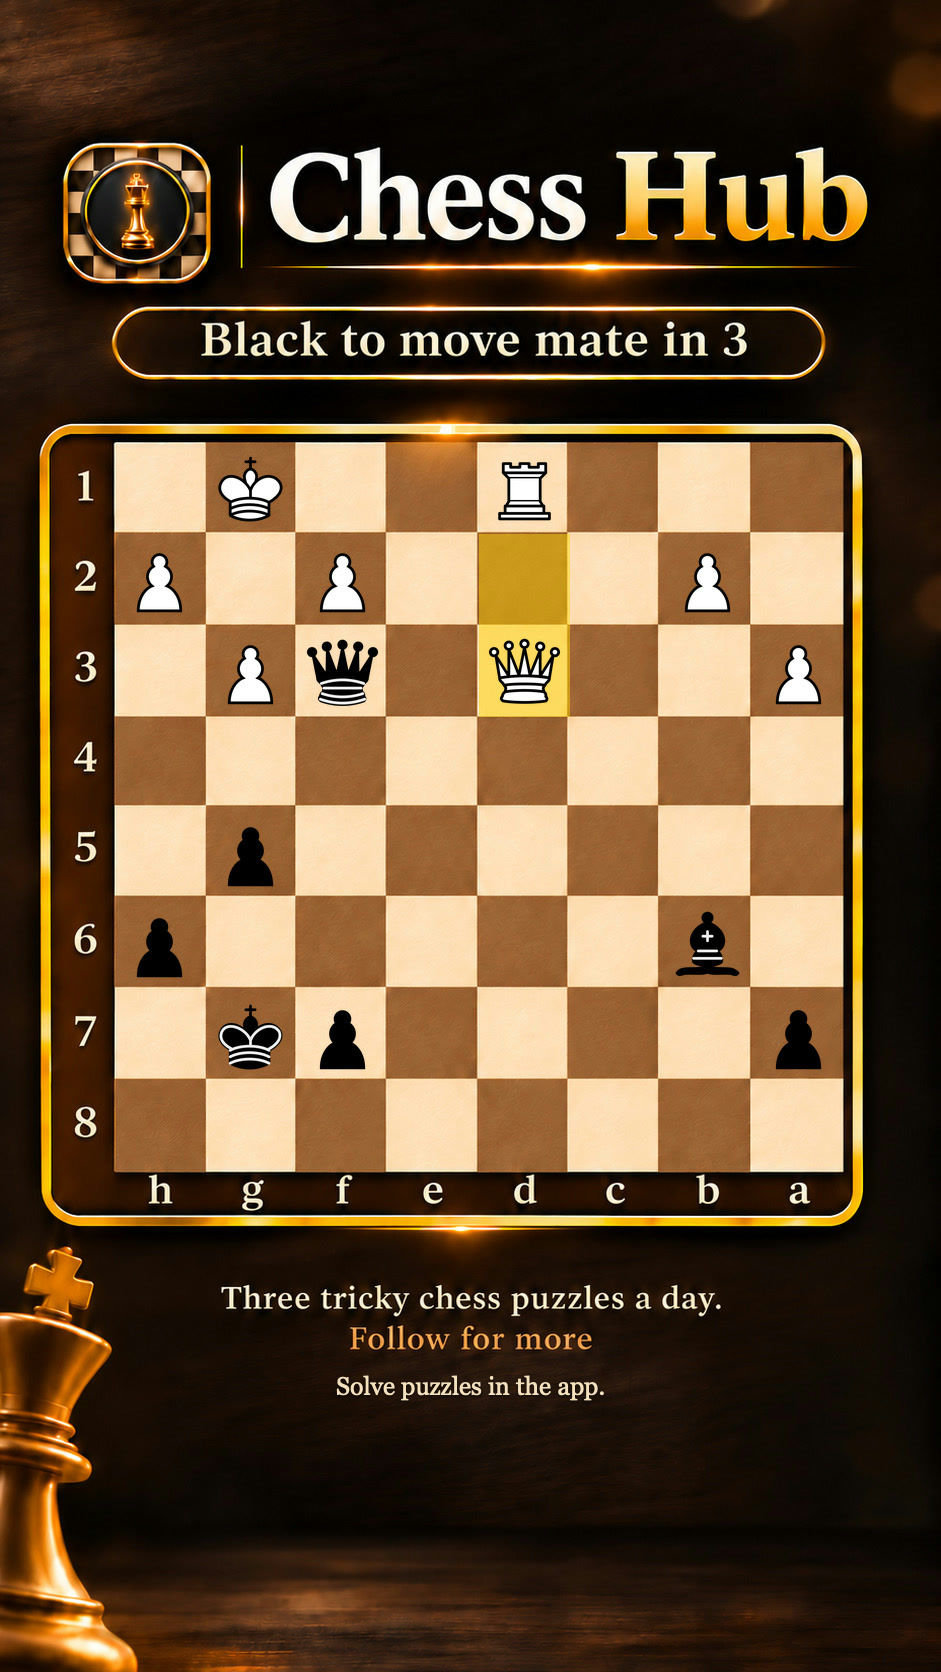 Chess Hub
Black to move mate in 3
1
2
3
4
5
6
7
8
h g f e d c b a
Three tricky chess puzzles a day.
Follow for more
Solve puzzles in the app.